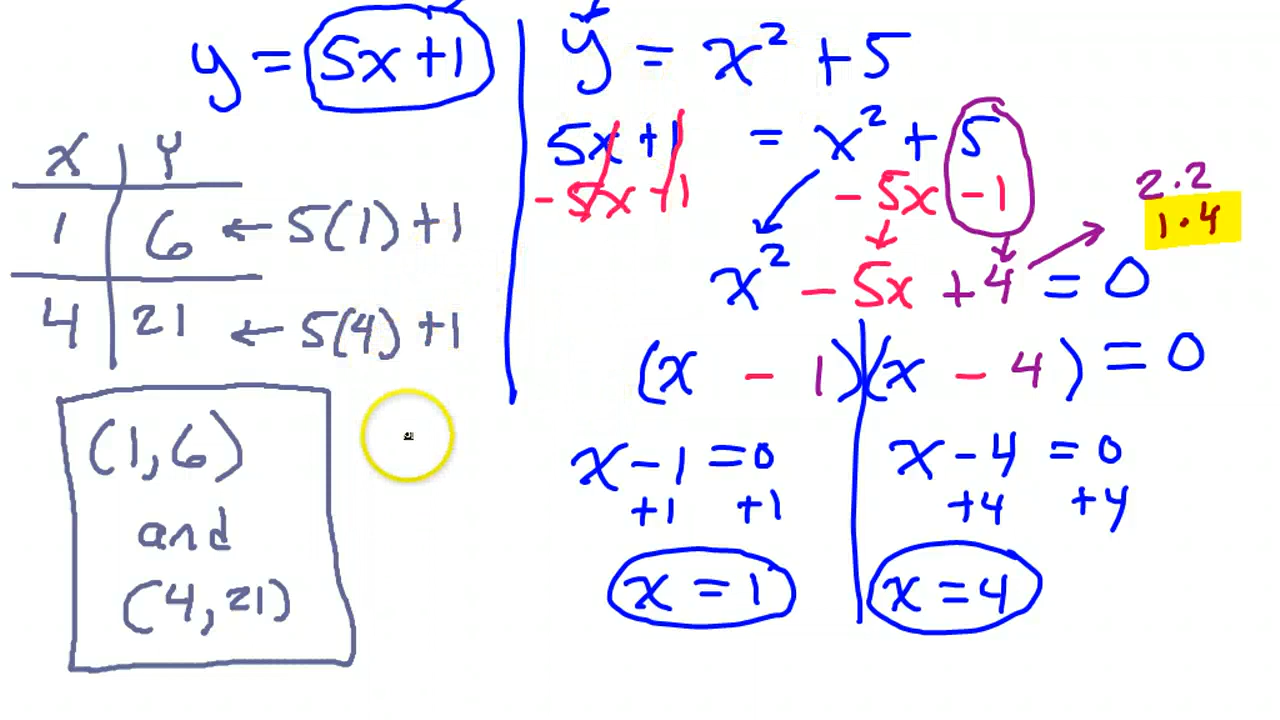 y = 5x + 1
X | Y
1 | 6 ← 5(1) + 1
4 | 21 ← 5(4) + 1
(1, 6)
and
(4, 21)
y = x² + 5
5x + 1 = x² + 5
- 5x - 1 - 5x - 1
2 · 2
1 · 4
x² - 5x + 4 = 0
(x - 1)(x - 4) = 0
x - 1 = 0
+1 +1
x = 1
x - 4 = 0
+4 +4
x = 4